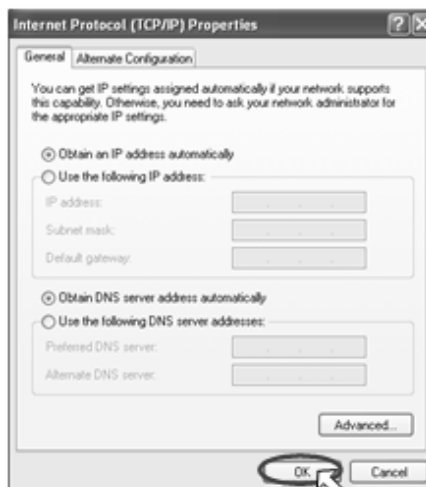 Internet Protocol (TCP/IP) Properties
General Alternate Configuration
You can get IP settings assigned automatically if your network supports
this capability. Otherwise, you need to ask your network administrator for
the appropriate IP settings.
Obtain an IP address automatically
Use the following IP address:
IP address:
Subnet mask:
Default gateway:
Obtain DNS server address automatically
Use the following DNS server addresses:
Preferred DNS server:
Alternate DNS server:
Advanced...
OK Cancel